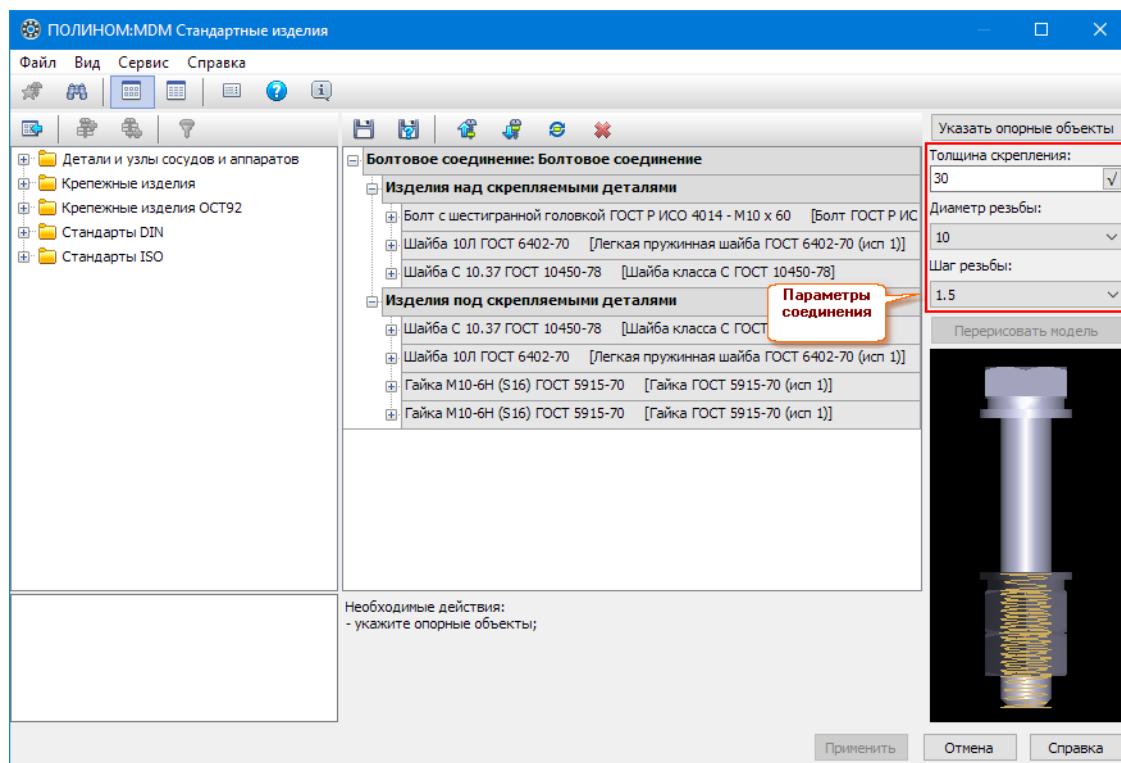 ПОЛИНОМ:MDM Стандартные изделия
Файл Вид Сервис Справка
Указать опорные объекты
Детали и узлы сосудов и аппаратов
Крепежные изделия
Крепежные изделия ОСТ92
Стандарты DIN
Стандарты ISO
Болтовое соединение: Болтовое соединение
Изделия над скрепляемыми деталями
Болт с шестигранной головкой ГОСТ Р ИСО 4014 - М10 x 60 [Болт ГОСТ Р ИС
Шайба 10Л ГОСТ 6402-70 [Легкая пружинная шайба ГОСТ 6402-70 (исп 1)]
Шайба С 10.37 ГОСТ 10450-78 [Шайба класса С ГОСТ 10450-78]
Изделия под скрепляемыми деталями
Шайба С 10.37 ГОСТ 10450-78 [Шайба класса С ГОСТ
Шайба 10Л ГОСТ 6402-70 [Легкая пружинная шайба ГОСТ 6402-70 (исп 1)]
Гайка М10-6Н (S16) ГОСТ 5915-70 [Гайка ГОСТ 5915-70 (исп 1)]
Гайка М10-6Н (S16) ГОСТ 5915-70 [Гайка ГОСТ 5915-70 (исп 1)]
Толщина скрепления:
30 √
Диаметр резьбы:
10
Шаг резьбы:
1.5
Параметры
соединения
Перерисовать модель
Необходимые действия:
- укажите опорные объекты;
Применить Отмена Справка